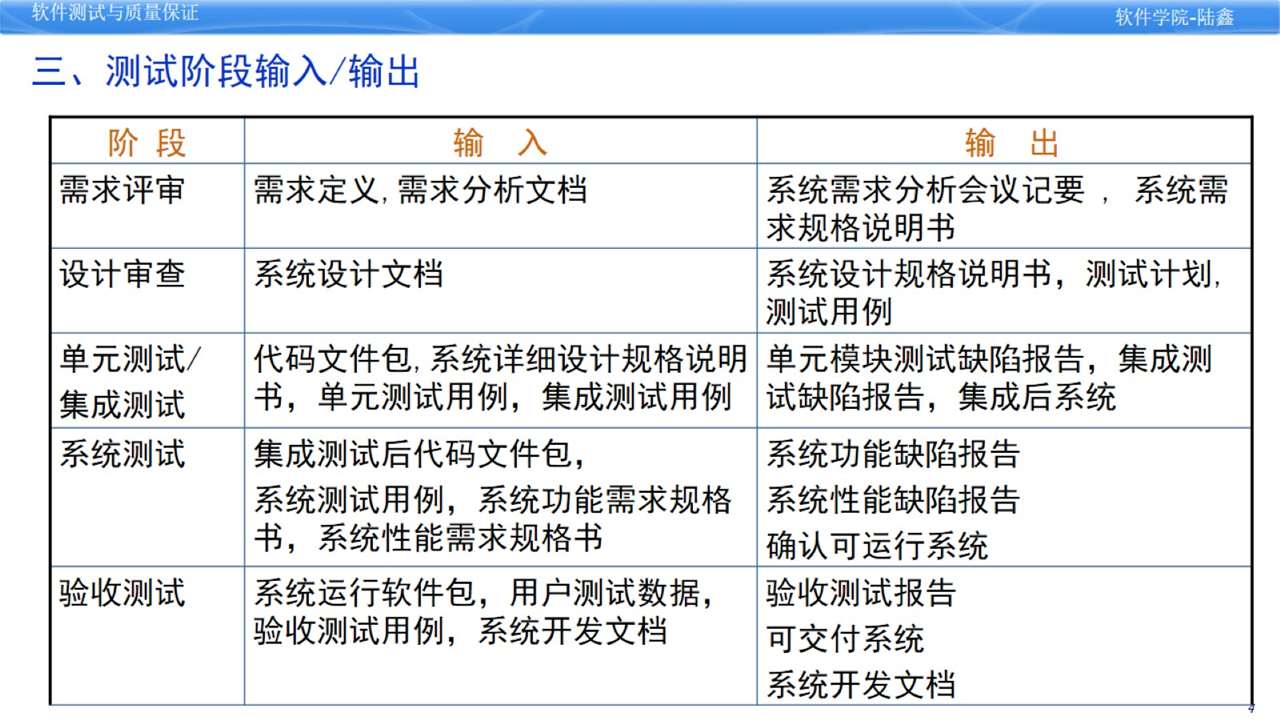 软件测试与质量保证
软件学院-陆鑫
三、测试阶段输入/输出
阶 段
输 入
输 出
需求评审
需求定义,需求分析文档
系统需求分析会议记要 , 系统需
求规格说明书
设计审查
系统设计文档
系统设计规格说明书，测试计划,
测试用例
单元测试/
集成测试
代码文件包,系统详细设计规格说明
书，单元测试用例，集成测试用例
单元模块测试缺陷报告，集成测
试缺陷报告，集成后系统
系统测试
集成测试后代码文件包，
系统测试用例，系统功能需求规格
书，系统性能需求规格书
系统功能缺陷报告
系统性能缺陷报告
确认可运行系统
验收测试
系统运行软件包，用户测试数据，
验收测试用例，系统开发文档
验收测试报告
可交付系统
系统开发文档
4